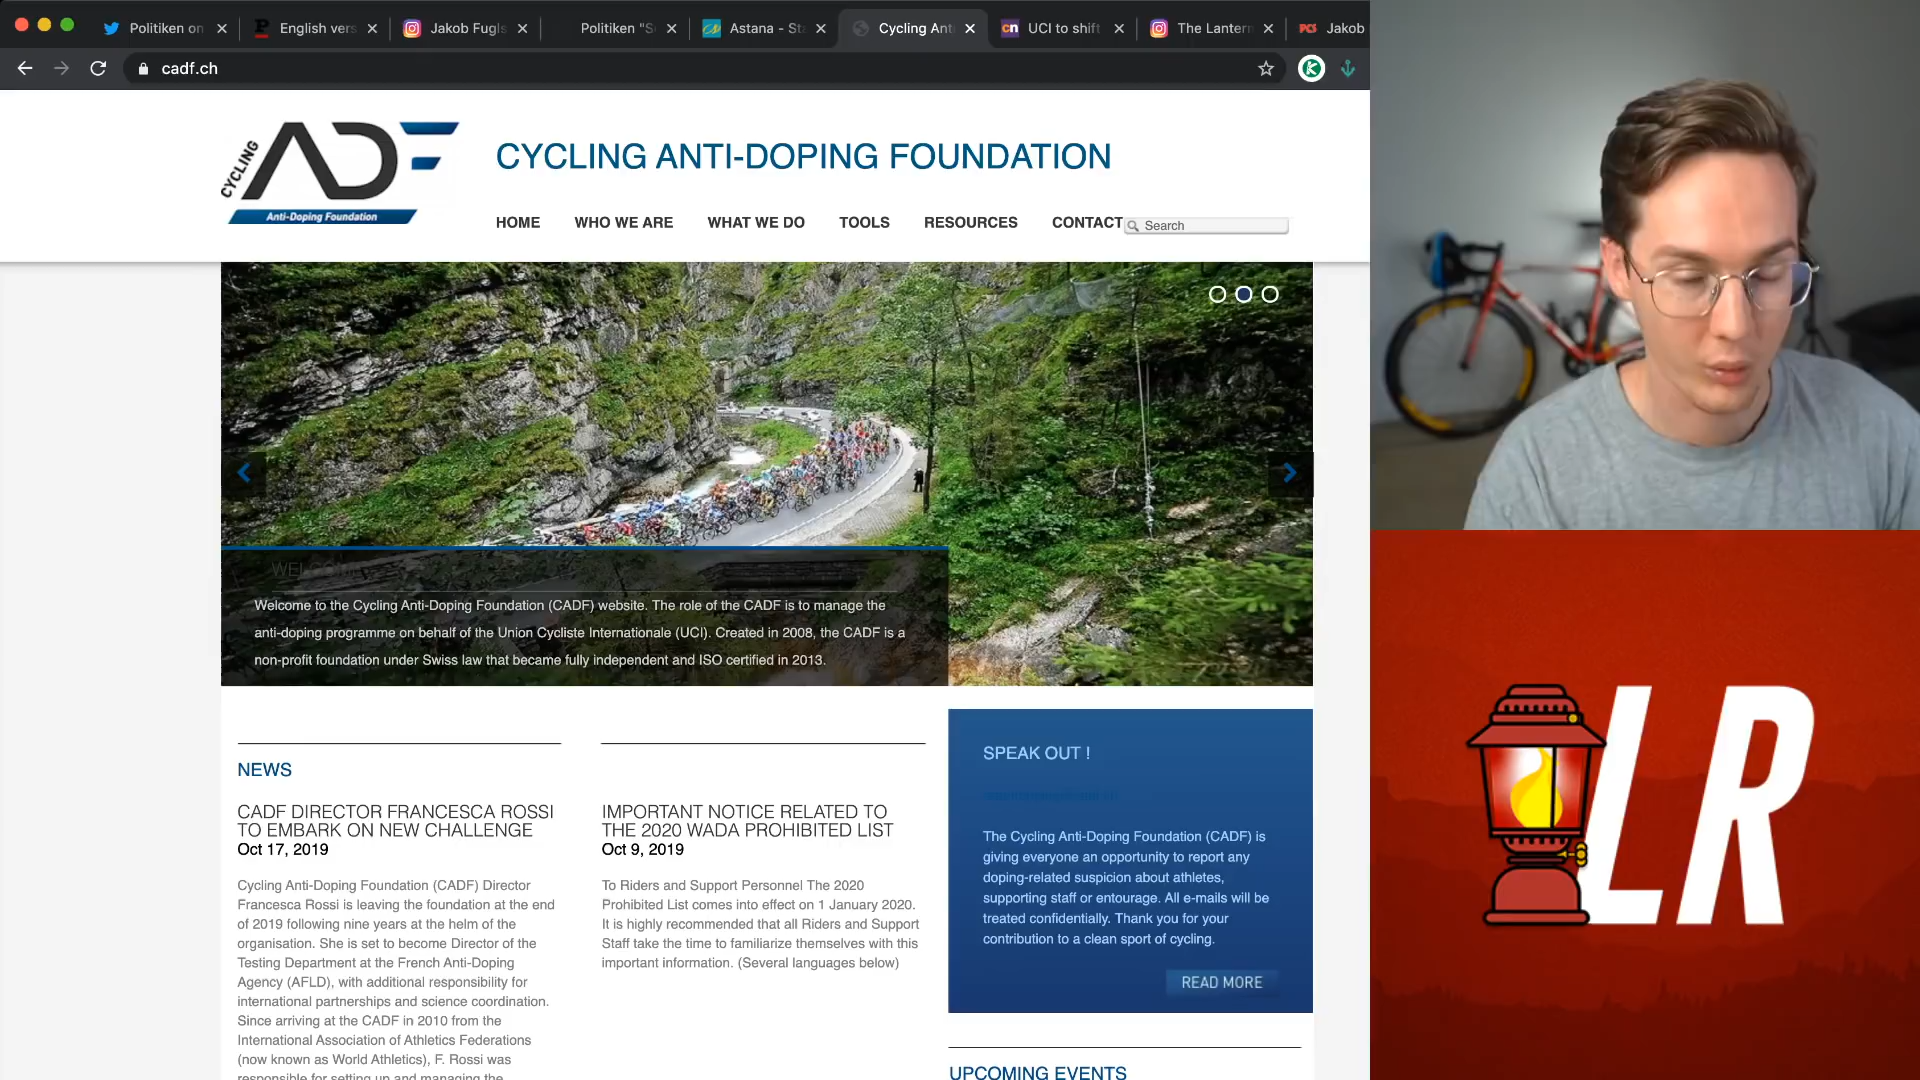 Politiken on
English vers
Jakob Fugls
Politiken "S
Astana - Sta
Cycling Ant
cn UCI to shift
The Lantern
PCS Jakob
cadf.ch
CYCLING
ADF
Anti-Doping Foundation
CYCLING ANTI-DOPING FOUNDATION
HOME WHO WE ARE WHAT WE DO TOOLS RESOURCES CONTACT Search
WELCOME
Welcome to the Cycling Anti-Doping Foundation (CADF) website. The role of the CADF is to manage the
anti-doping programme on behalf of the Union Cycliste Internationale (UCI). Created in 2008, the CADF is a
non-profit foundation under Swiss law that became fully independent and ISO certified in 2013.
NEWS
CADF DIRECTOR FRANCESCA ROSSI
TO EMBARK ON NEW CHALLENGE
Oct 17, 2019
Cycling Anti-Doping Foundation (CADF) Director
Francesca Rossi is leaving the foundation at the end
of 2019 following nine years at the helm of the
organisation. She is set to become Director of the
Testing Department at the French Anti-Doping
Agency (AFLD), with additional responsibility for
international partnerships and science coordination.
Since arriving at the CADF in 2010 from the
International Association of Athletics Federations
(now known as World Athletics), F. Rossi was
responsible for setting up and managing the
IMPORTANT NOTICE RELATED TO
THE 2020 WADA PROHIBITED LIST
Oct 9, 2019
To Riders and Support Personnel The 2020
Prohibited List comes into effect on 1 January 2020.
It is highly recommended that all Riders and Support
Staff take the time to familiarize themselves with this
important information. (Several languages below)
SPEAK OUT !
The Cycling Anti-Doping Foundation (CADF) is
giving everyone an opportunity to report any
doping-related suspicion about athletes,
supporting staff or entourage. All e-mails will be
treated confidentially. Thank you for your
contribution to a clean sport of cycling.
READ MORE
UPCOMING EVENTS
LR